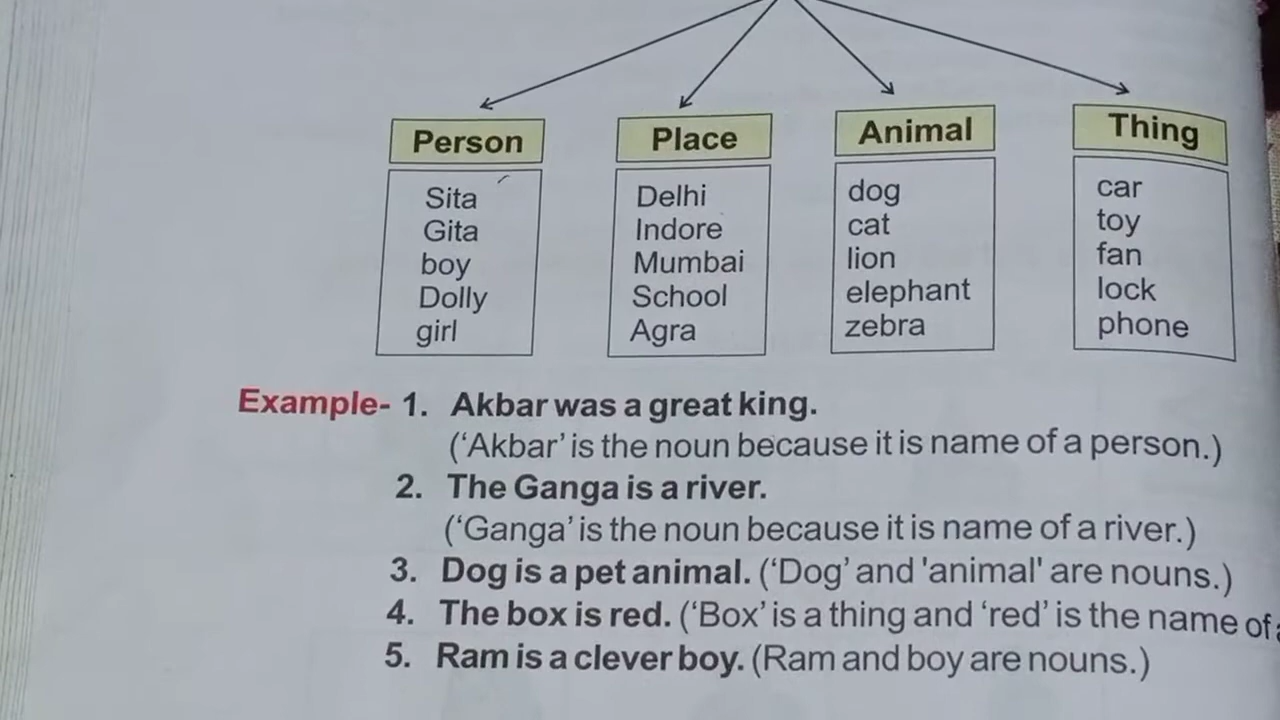 Person Place Animal Thing
Sita Delhi dog car
Gita Indore cat toy
boy Mumbai lion fan
Dolly School elephant lock
girl Agra zebra phone
Example- 1. Akbar was a great king.
('Akbar' is the noun because it is name of a person.)
2. The Ganga is a river.
('Ganga' is the noun because it is name of a river.)
3. Dog is a pet animal. ('Dog' and 'animal' are nouns.)
4. The box is red. ('Box' is a thing and 'red' is the name of
5. Ram is a clever boy. (Ram and boy are nouns.)